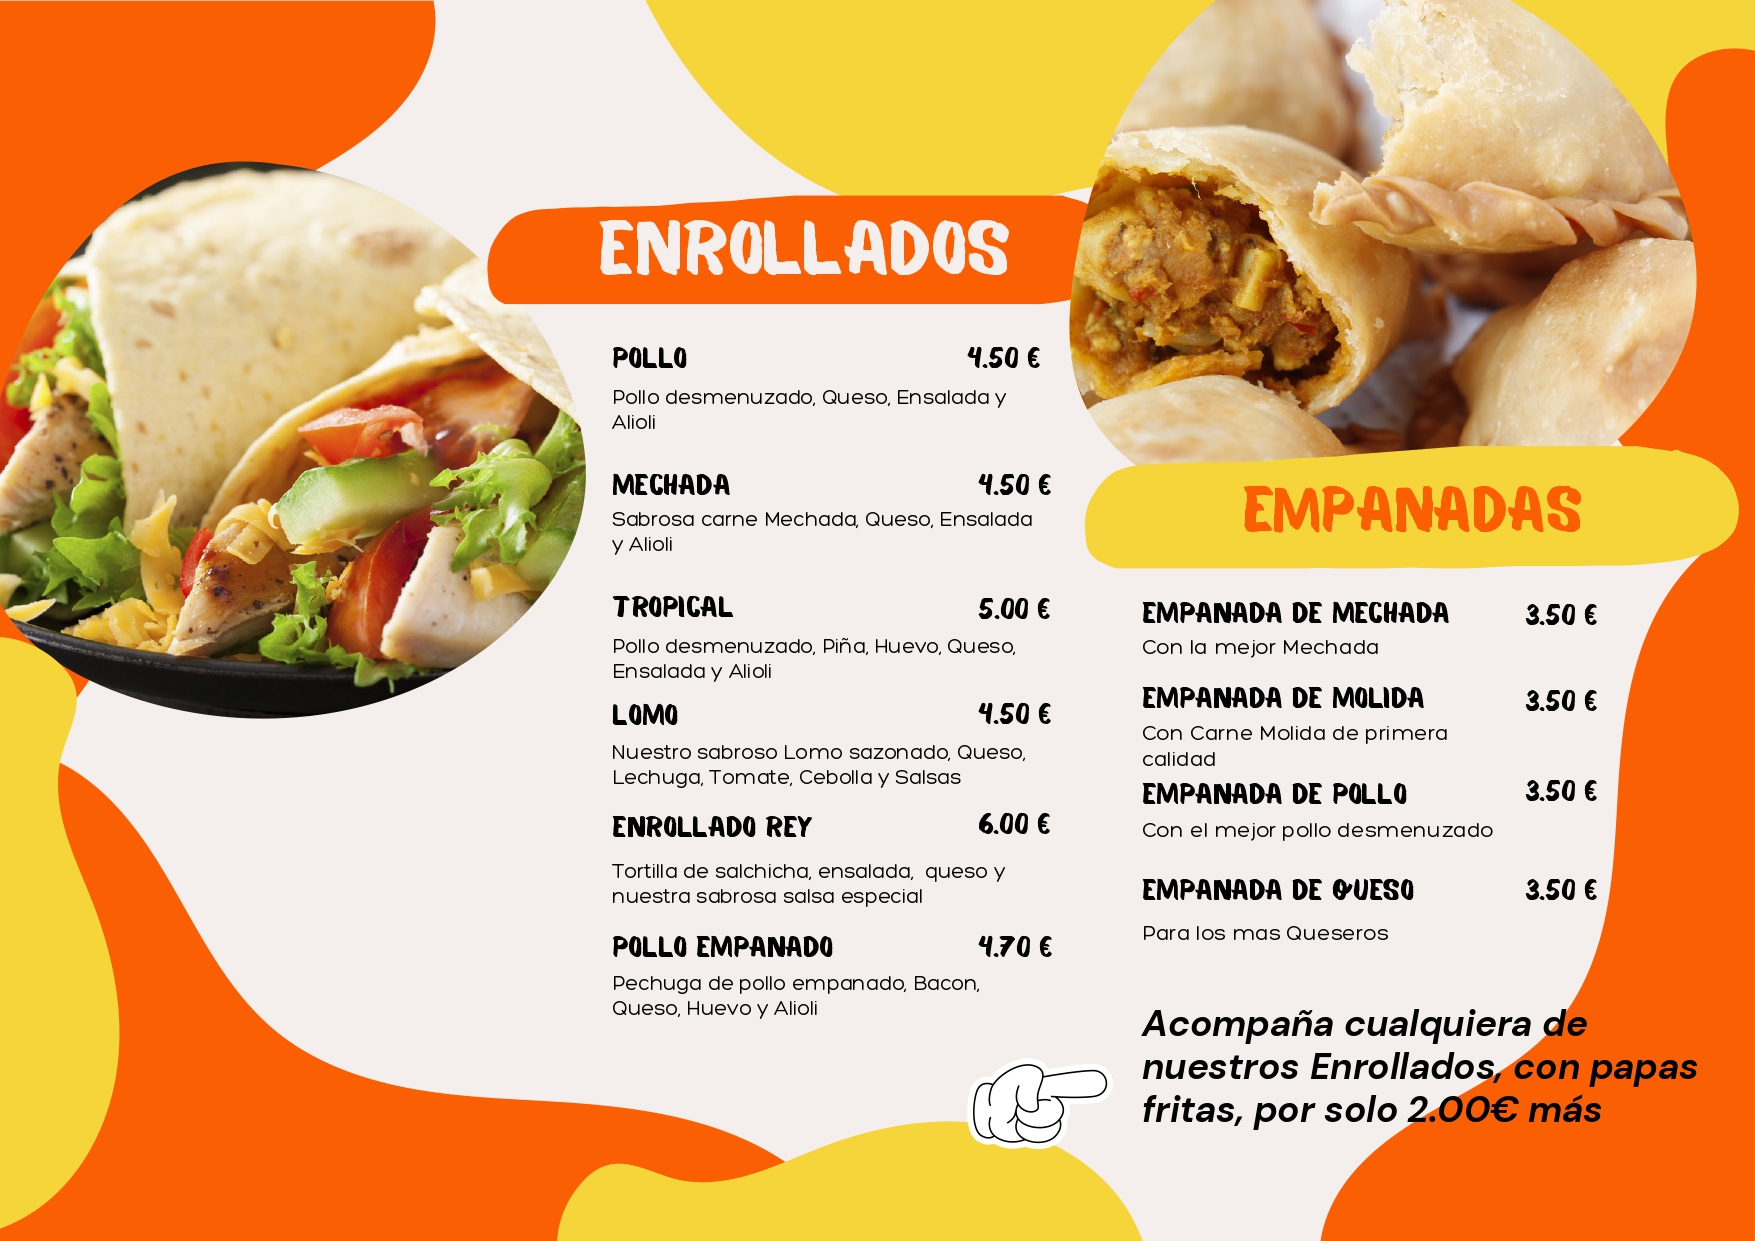 ENROLLADOS
POLLO 4.50 €
Pollo desmenuzado, Queso, Ensalada y
Alioli
MECHADA 4.50 €
Sabrosa carne Mechada, Queso, Ensalada
y Alioli
TROPICAL 5.00 €
Pollo desmenuzado, Piña, Huevo, Queso,
Ensalada y Alioli
LOMO 4.50 €
Nuestro sabroso Lomo sazonado, Queso,
Lechuga, Tomate, Cebolla y Salsas
ENROLLADO REY 6.00 €
Tortilla de salchicha, ensalada,  queso y
nuestra sabrosa salsa especial
POLLO EMPANADO 4.70 €
Pechuga de pollo empanado, Bacon,
Queso, Huevo y Alioli
EMPANADAS
EMPANADA DE MECHADA 3.50 €
Con la mejor Mechada
EMPANADA DE MOLIDA 3.50 €
Con Carne Molida de primera
calidad
EMPANADA DE POLLO 3.50 €
Con el mejor pollo desmenuzado
EMPANADA DE QUESO 3.50 €
Para los mas Queseros
Acompaña cualquiera de
nuestros Enrollados, con papas
fritas, por solo 2.00€ más